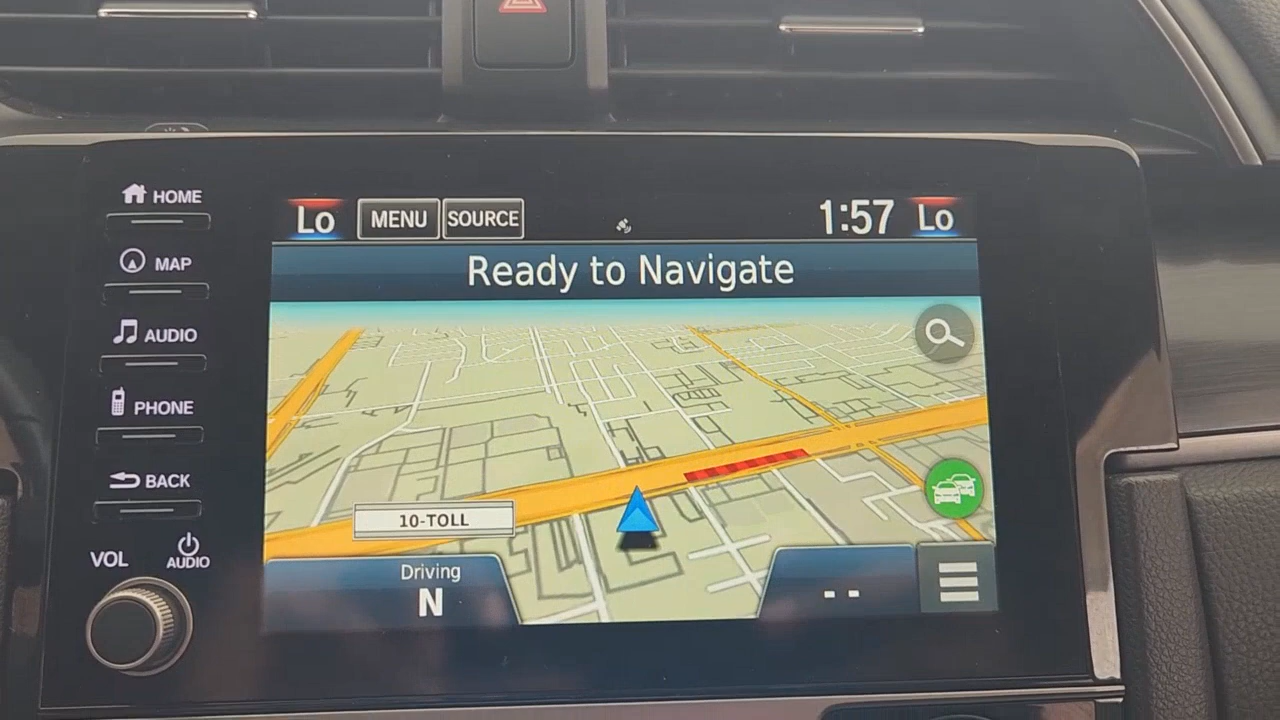 HOME
MAP
AUDIO
PHONE
BACK
VOL
AUDIO
Lo MENU SOURCE 1:57 Lo
Ready to Navigate
10-TOLL
Driving
N
--